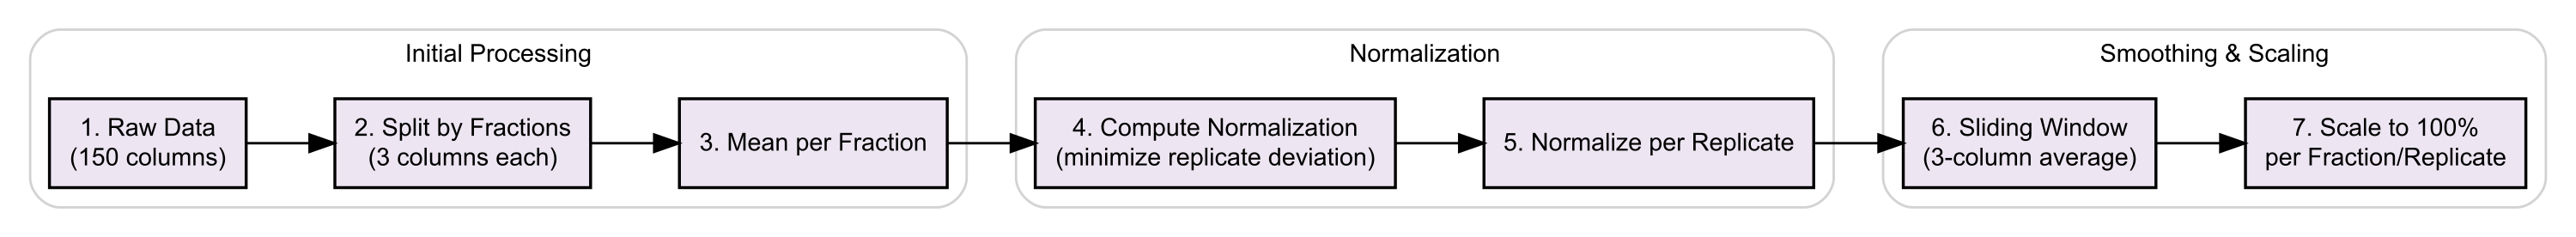 Initial Processing
1. Raw Data
(150 columns)
2. Split by Fractions
(3 columns each)
3. Mean per Fraction
Normalization
4. Compute Normalization
(minimize replicate deviation)
5. Normalize per Replicate
Smoothing & Scaling
6. Sliding Window
(3-column average)
7. Scale to 100%
per Fraction/Replicate